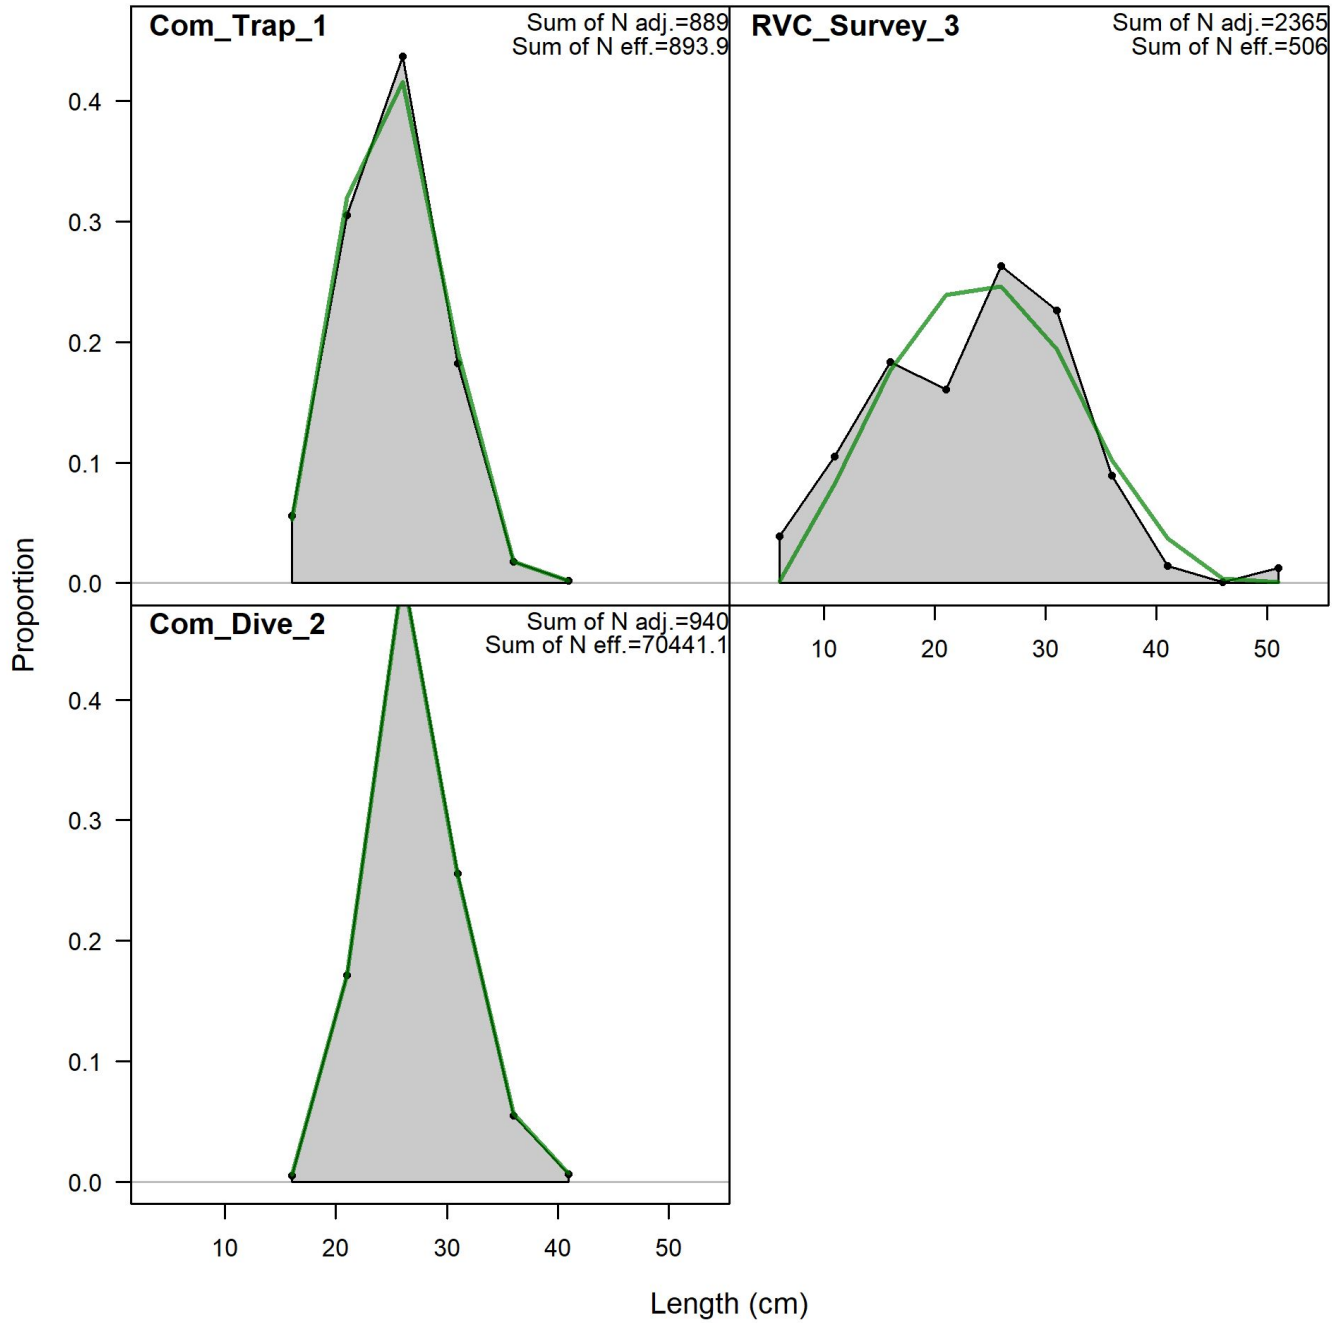 Com_Trap_1
Sum of N adj.=889
Sum of N eff.=893.9
RVC_Survey_3
Sum of N adj.=2365
Sum of N eff.=506
0.4
0.3
0.2
0.1
0.0
10 20 30 40 50
Com_Dive_2
Sum of N adj.=940
Sum of N eff.=70441.1
0.4
0.3
0.2
0.1
0.0
10 20 30 40 50
Proportion
Length (cm)